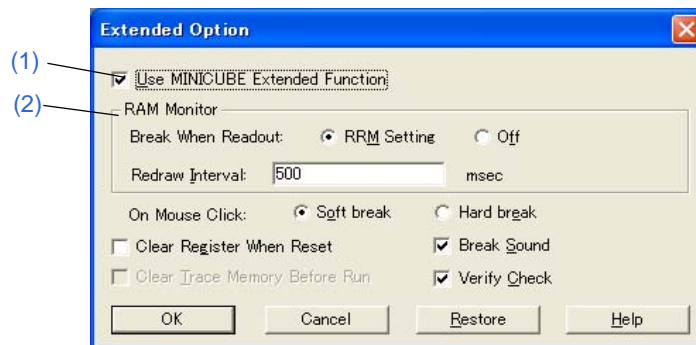 Extended Option
(1)
Use MINICUBE Extended Function
(2)
RAM Monitor
Break When Readout: RRM Setting Off
Redraw Interval: 500 msec
On Mouse Click: Soft break Hard break
Clear Register When Reset Break Sound
Clear Trace Memory Before Run Verify Check
OK Cancel Restore Help